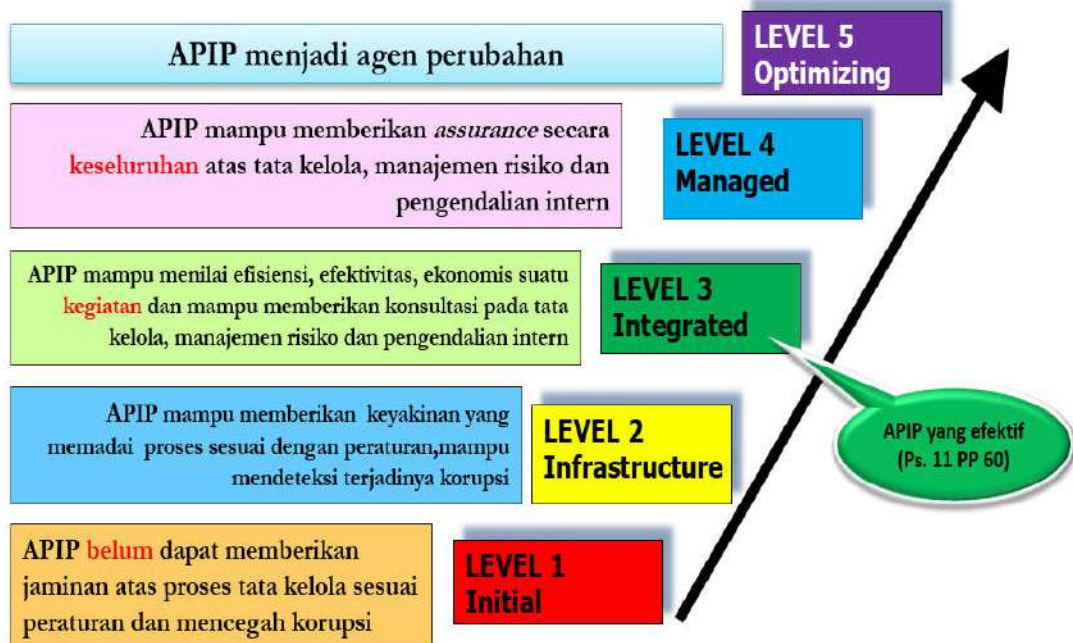 APIP menjadi agen perubahan
LEVEL 5
Optimizing
APIP mampu memberikan assurance secara
keseluruhan atas tata kelola, manajemen risiko dan
pengendalian intern
LEVEL 4
Managed
APIP mampu menilai efisiensi, efektivitas, ekonomis suatu
kegiatan dan mampu memberikan konsultasi pada tata
kelola, manajemen risiko dan pengendalian intern
LEVEL 3
Integrated
APIP yang efektif
(Ps. 11 PP 60)
APIP mampu memberikan keyakinan yang
memadai proses sesuai dengan peraturan,mampu
mendeteksi terjadinya korupsi
LEVEL 2
Infrastructure
APIP belum dapat memberikan
jaminan atas proses tata kelola sesuai
peraturan dan mencegah korupsi
LEVEL 1
Initial